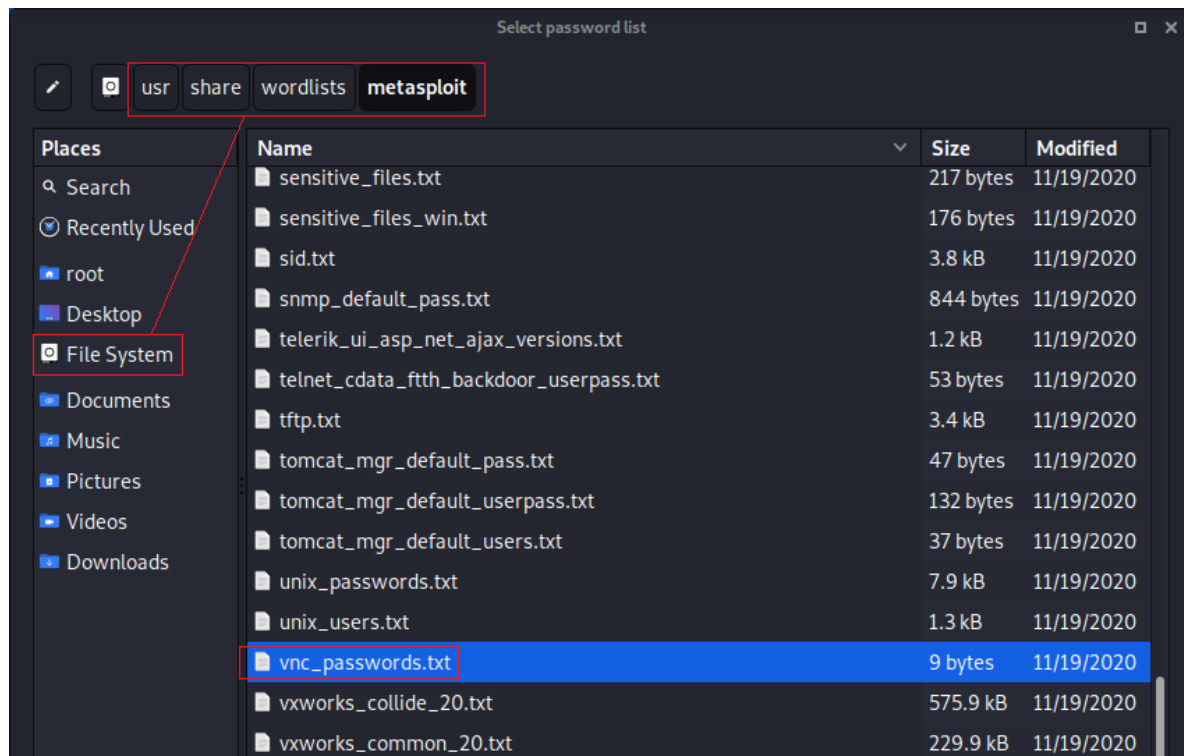 Select password list
usr share wordlists metasploit
Places
Search
Recently Used
root
Desktop
File System
Documents
Music
Pictures
Videos
Downloads
Name Size Modified
sensitive_files.txt 217 bytes 11/19/2020
sensitive_files_win.txt 176 bytes 11/19/2020
sid.txt 3.8 kB 11/19/2020
snmp_default_pass.txt 844 bytes 11/19/2020
telerik_ui_asp_net_ajax_versions.txt 1.2 kB 11/19/2020
telnet_cdata_ftth_backdoor_userpass.txt 53 bytes 11/19/2020
tftp.txt 3.4 kB 11/19/2020
tomcat_mgr_default_pass.txt 47 bytes 11/19/2020
tomcat_mgr_default_userpass.txt 132 bytes 11/19/2020
tomcat_mgr_default_users.txt 37 bytes 11/19/2020
unix_passwords.txt 7.9 kB 11/19/2020
unix_users.txt 1.3 kB 11/19/2020
vnc_passwords.txt 9 bytes 11/19/2020
vxworks_collide_20.txt 575.9 kB 11/19/2020
vxworks_common_20.txt 229.9 kB 11/19/2020